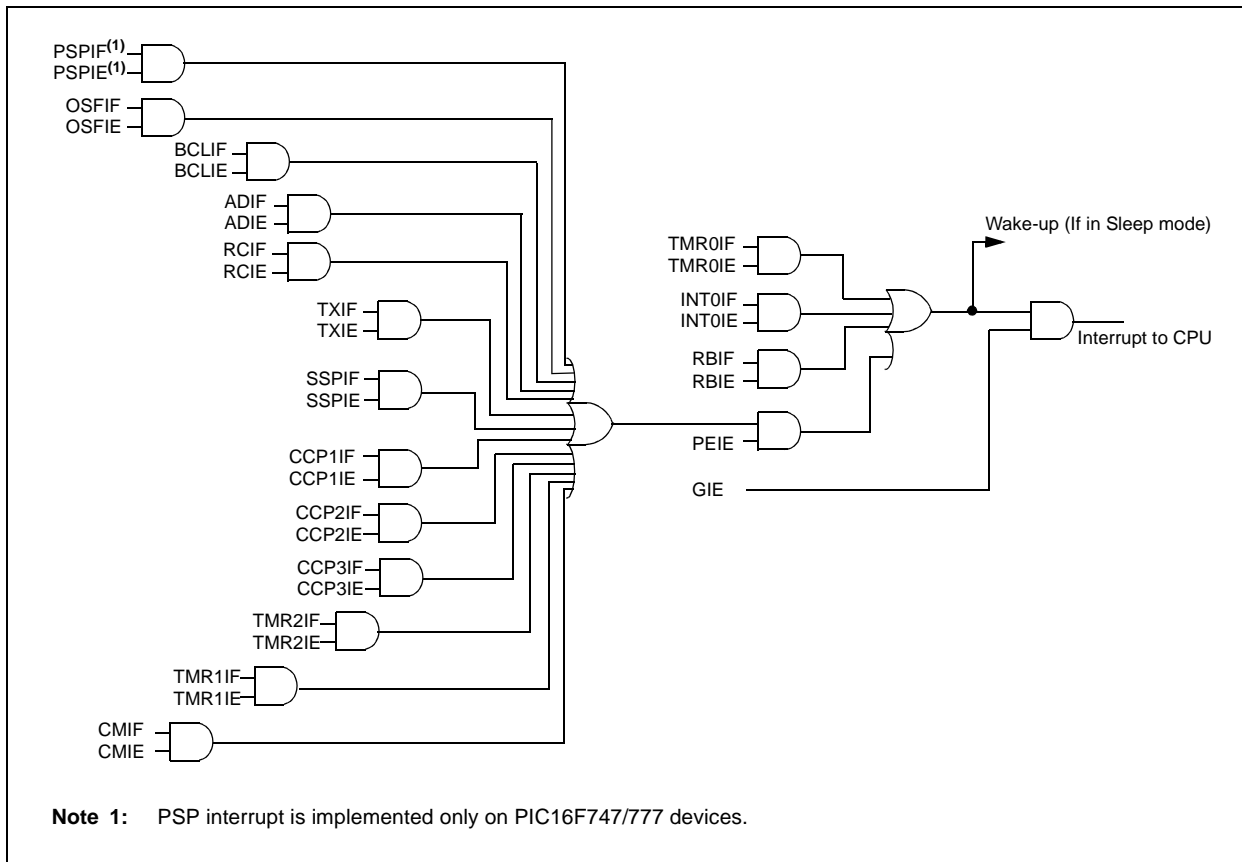 PSPIF(1)
PSPIE(1)
OSFIF
OSFIE
BCLIF
BCLIE
ADIF
ADIE
RCIF
RCIE
TXIF
TXIE
SSPIF
SSPIE
CCP1IF
CCP1IE
CCP2IF
CCP2IE
CCP3IF
CCP3IE
TMR2IF
TMR2IE
TMR1IF
TMR1IE
CMIF
CMIE
TMR0IF
TMR0IE
INT0IF
INT0IE
RBIF
RBIE
PEIE
GIE
Wake-up (If in Sleep mode)
Interrupt to CPU
Note 1: PSP interrupt is implemented only on PIC16F747/777 devices.